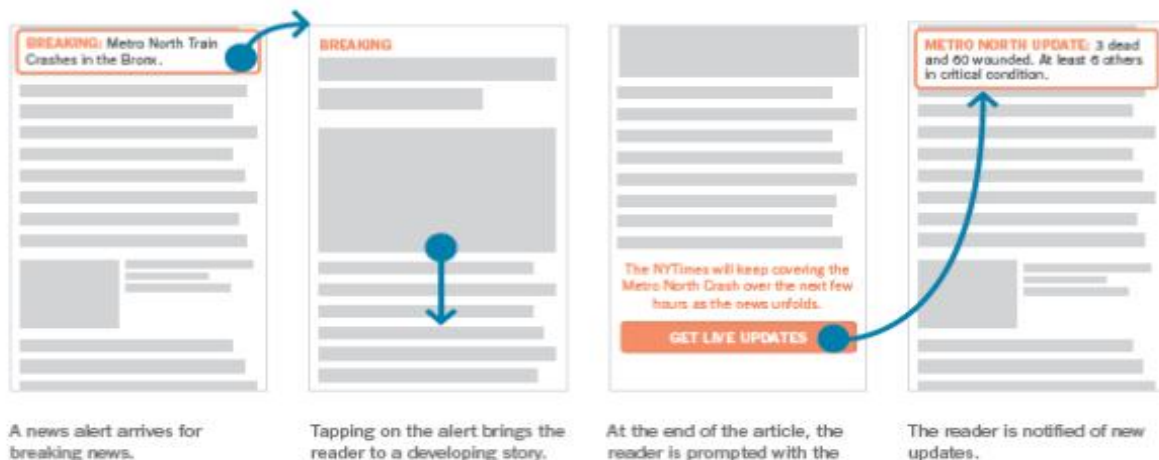 BREAKING: Metro North Train
Crashes in the Bronx.
BREAKING
The NYTimes will keep covering the
Metro North Crash over the next few
hours as the news unfolds.
GET LIVE UPDATES
METRO NORTH UPDATE: 3 dead
and 60 wounded. At least 6 others
in critical condition.
A news alert arrives for
breaking news.
Tapping on the alert brings the
reader to a developing story.
At the end of the article, the
reader is prompted with the
The reader is notified of new
updates.